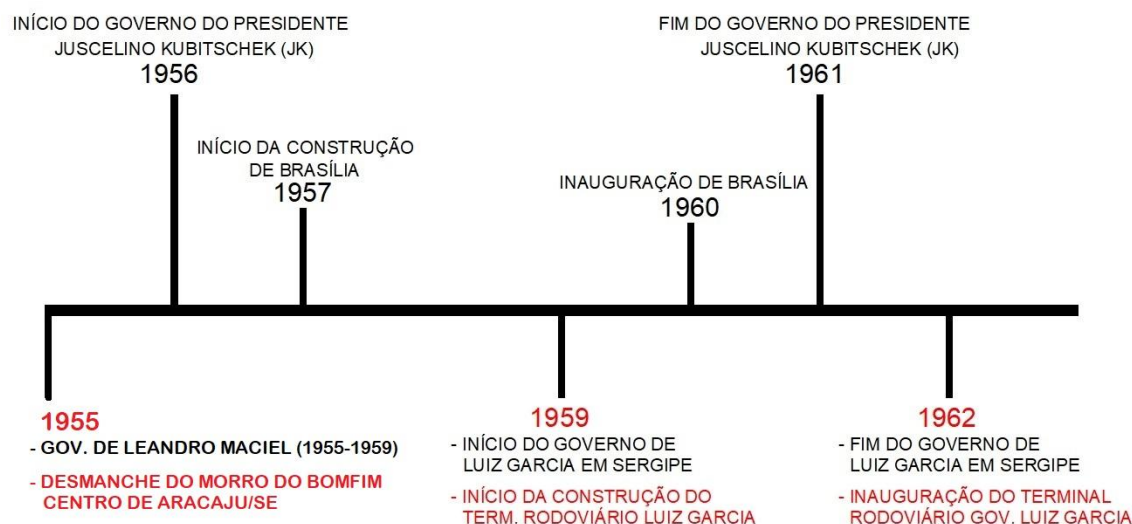 INÍCIO DO GOVERNO DO PRESIDENTE
JUSCELINO KUBITSCHEK (JK)
1956
FIM DO GOVERNO DO PRESIDENTE
JUSCELINO KUBITSCHEK (JK)
1961
INÍCIO DA CONSTRUÇÃO
DE BRASÍLIA
1957
INAUGURAÇÃO DE BRASÍLIA
1960
1955
- GOV. DE LEANDRO MACIEL (1955-1959)
- DESMANCHE DO MORRO DO BOMFIM
CENTRO DE ARACAJU/SE
1959
- INÍCIO DO GOVERNO DE
LUIZ GARCIA EM SERGIPE
- INÍCIO DA CONSTRUÇÃO DO
TERM. RODOVIÁRIO LUIZ GARCIA
1962
- FIM DO GOVERNO DE
LUIZ GARCIA EM SERGIPE
- INAUGURAÇÃO DO TERMINAL
RODOVIÁRIO GOV. LUIZ GARCIA